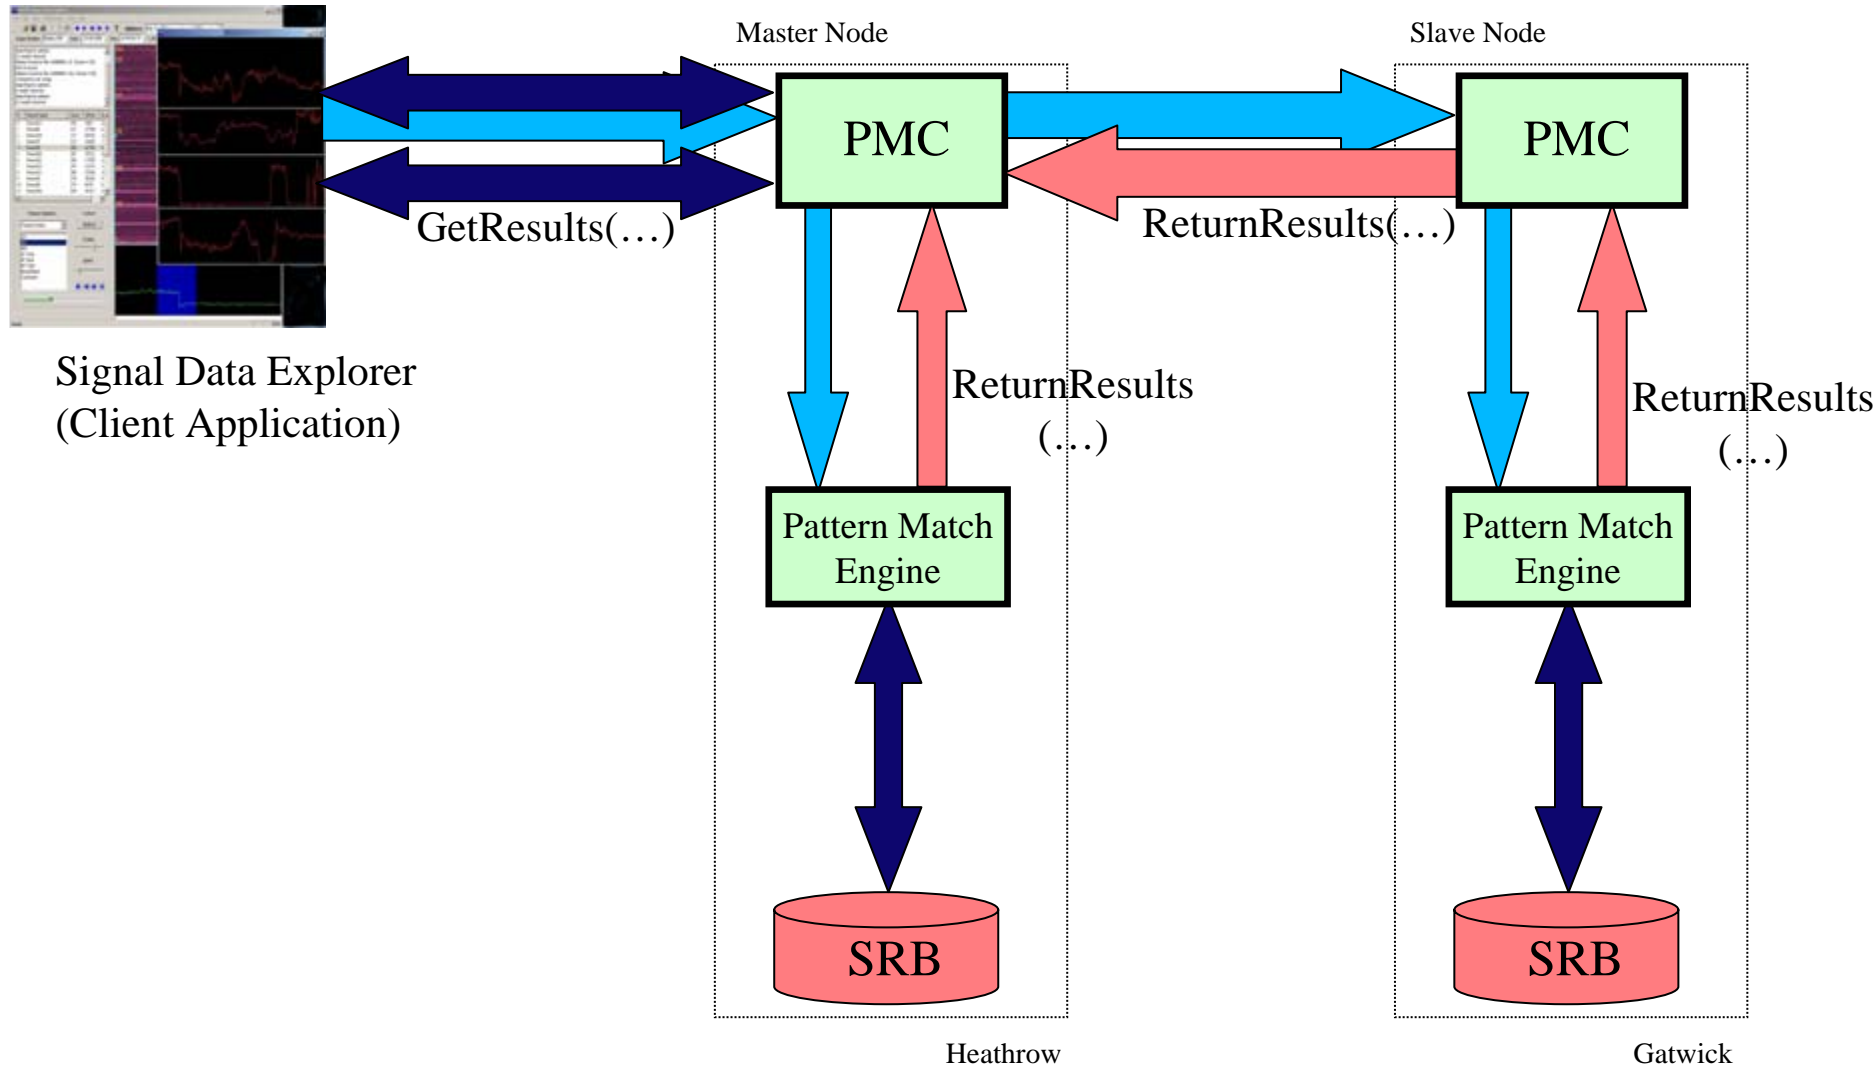 Master Node
Slave Node
PMC
PMC
GetResults(…)
ReturnResults(…)
Signal Data Explorer
(Client Application)
ReturnResults
(…)
ReturnResults
(…)
Pattern Match
Engine
Pattern Match
Engine
SRB
SRB
Heathrow
Gatwick